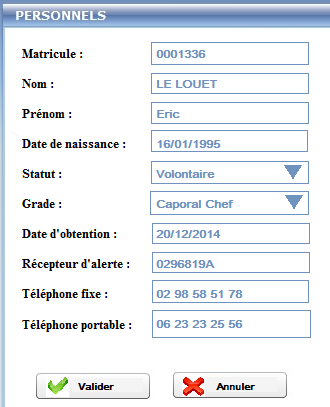 PERSONNELS
Matricule : 0001336
Nom : LE LOUET
Prénom : Eric
Date de naissance : 16/01/1995
Statut : Volontaire
Grade : Caporal Chef
Date d'obtention : 20/12/2014
Récepteur d'alerte : 0296819A
Téléphone fixe : 02 98 58 51 78
Téléphone portable : 06 23 23 25 56
Valider Annuler